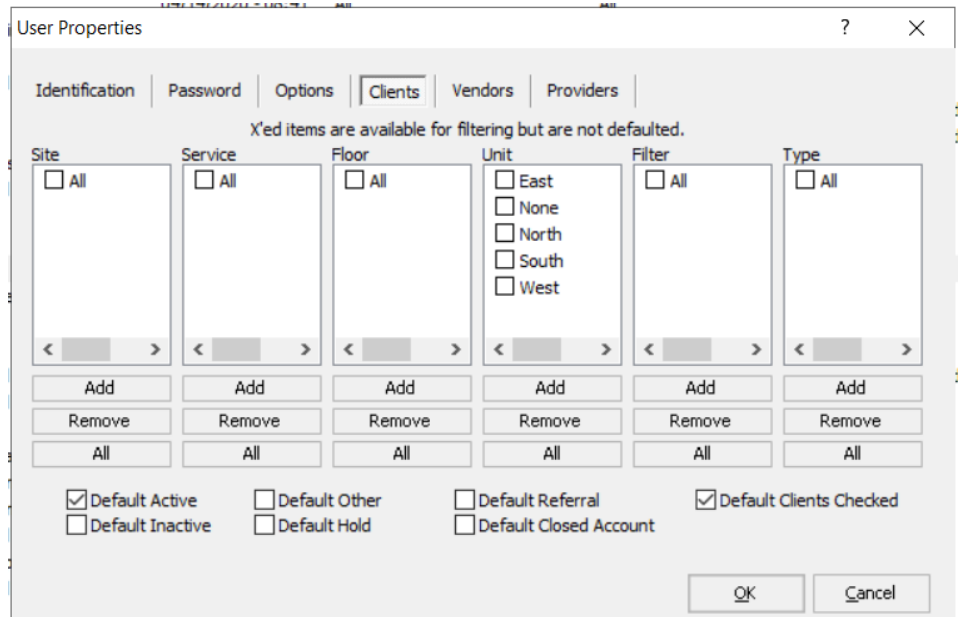 User Properties ? ×
Identification Password Options Clients Vendors Providers
X'ed items are available for filtering but are not defaulted.
Site Service Floor Unit Filter Type
All All All East All All
None
North
South
West
Add Add Add Add Add Add
Remove Remove Remove Remove Remove Remove
All All All All All All
Default Active Default Other Default Referral Default Clients Checked
Default Inactive Default Hold Default Closed Account
OK Cancel